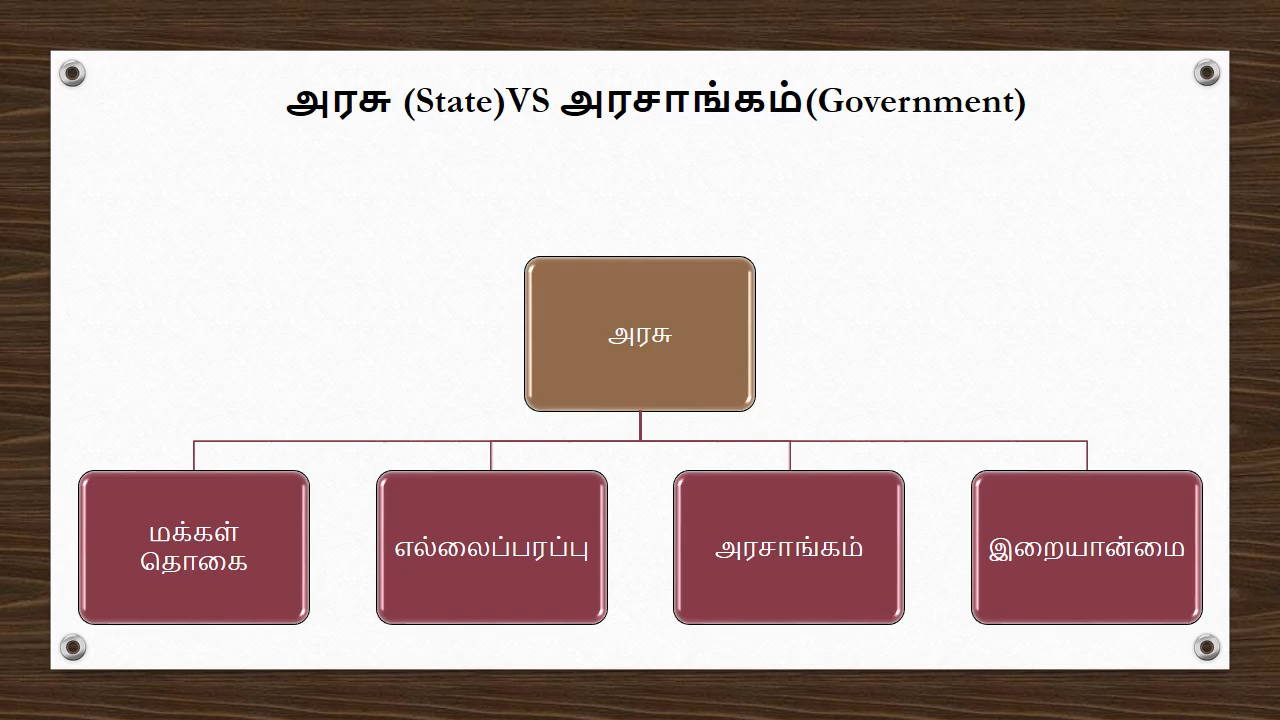 அரசு (State)VS அரசாங்கம்(Government)
அரசு
மக்கள்
தொகை
எல்லைப்பரப்பு
அரசாங்கம்
இறையான்மை